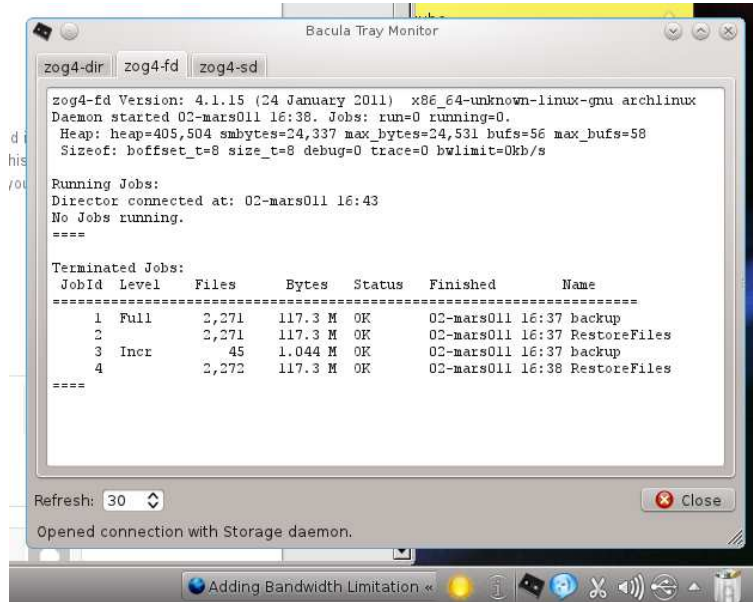 Bacula Tray Monitor
zog4-dir zog4-fd zog4-sd
zog4-fd Version: 4.1.15 (24 January 2011)  x86_64-unknown-linux-gnu archlinux
Daemon started 02-mars011 16:38. Jobs: run=0 running=0.
Heap: heap=405,504 smbytes=24,337 max_bytes=24,531 bufs=56 max_bufs=58
Sizeof: boffset_t=8 size_t=8 debug=0 trace=0 bwlimit=0kb/s
Running Jobs:
Director connected at: 02-mars011 16:43
No Jobs running.
====
Terminated Jobs:
JobId Level Files Bytes Status Finished Name
======================================================================
1 Full 2,271 117.3 M OK 02-mars011 16:37 backup
2 2,271 117.3 M OK 02-mars011 16:37 RestoreFiles
3 Incr 45 1.044 M OK 02-mars011 16:37 backup
4 2,272 117.3 M OK 02-mars011 16:38 RestoreFiles
====
Refresh: 30 Close
Opened connection with Storage daemon.
Adding Bandwidth Limitation «